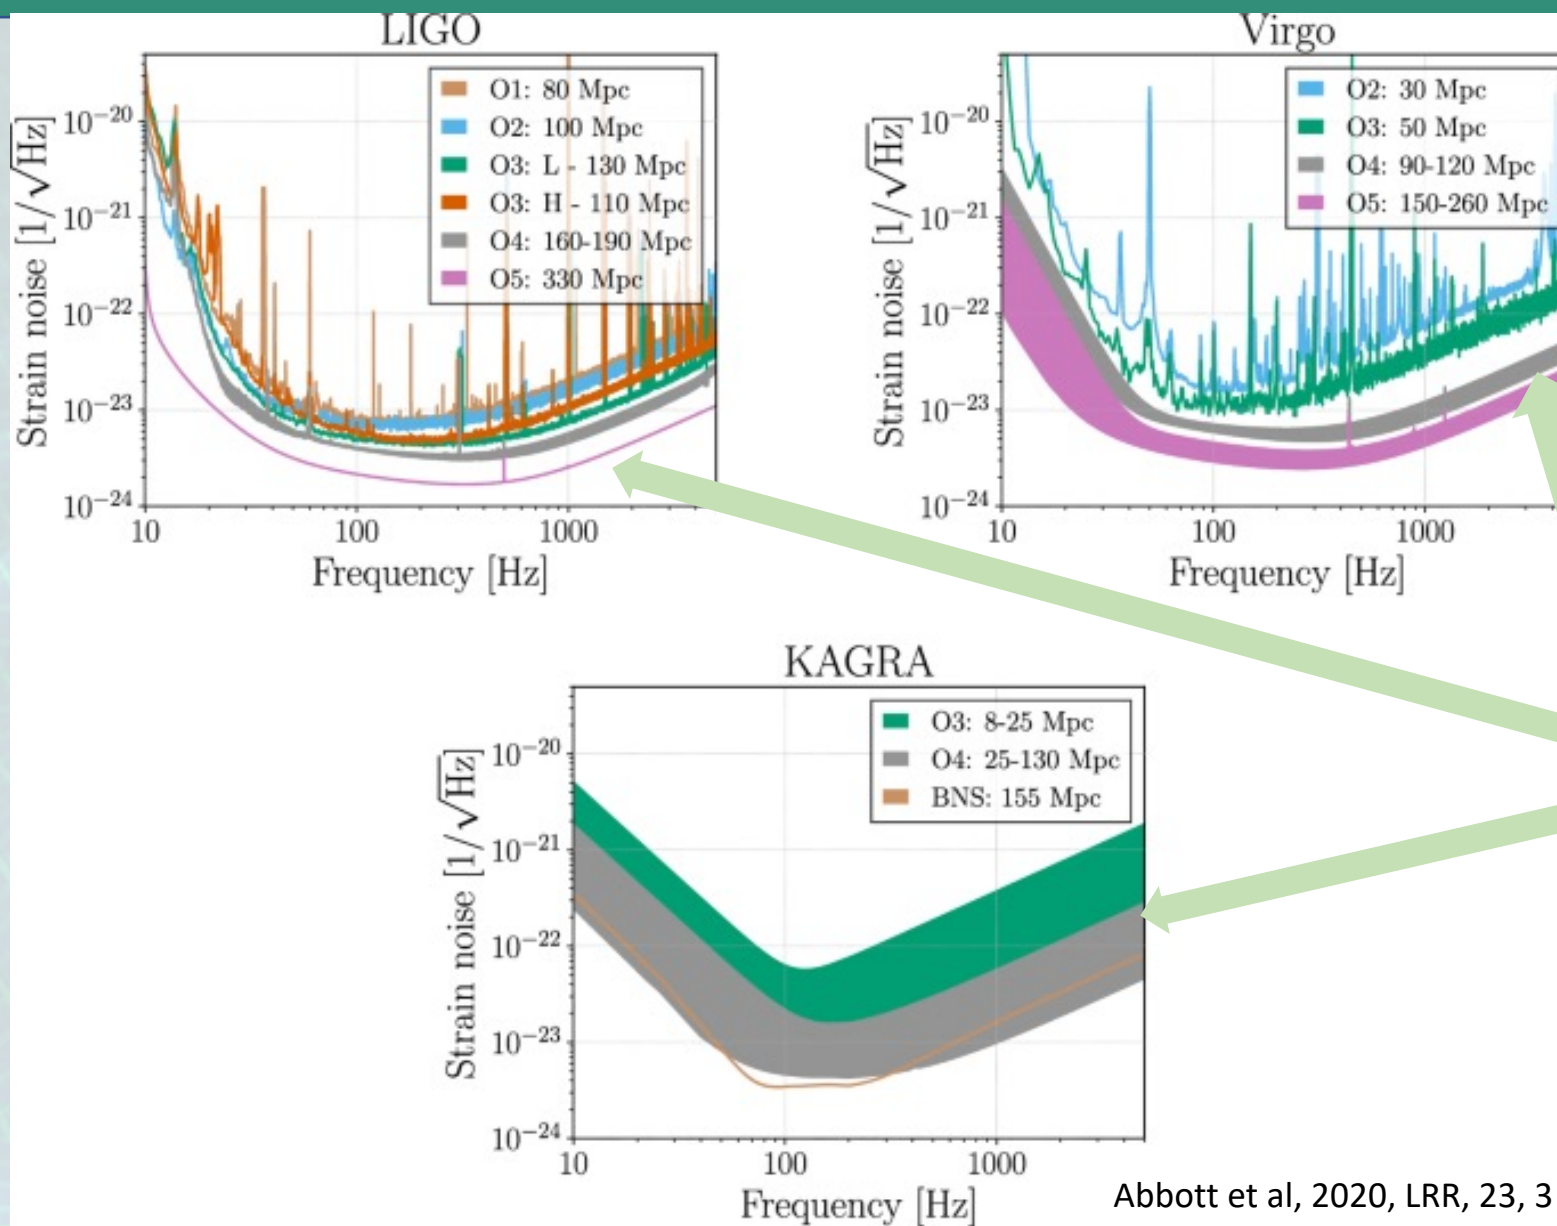 LIGO
Strain noise [1/√Hz]
10⁻²⁰
10⁻²¹
10⁻²²
10⁻²³
10⁻²⁴
O1: 80 Mpc
O2: 100 Mpc
O3: L - 130 Mpc
O3: H - 110 Mpc
O4: 160-190 Mpc
O5: 330 Mpc
10 100 1000
Frequency [Hz]
Virgo
Strain noise [1/√Hz]
10⁻²⁰
10⁻²¹
10⁻²²
10⁻²³
10⁻²⁴
O2: 30 Mpc
O3: 50 Mpc
O4: 90-120 Mpc
O5: 150-260 Mpc
10 100 1000
Frequency [Hz]
KAGRA
Strain noise [1/√Hz]
10⁻²⁰
10⁻²¹
10⁻²²
10⁻²³
10⁻²⁴
O3: 8-25 Mpc
O4: 25-130 Mpc
BNS: 155 Mpc
10 100 1000
Frequency [Hz]
Abbott et al, 2020, LRR, 23, 3